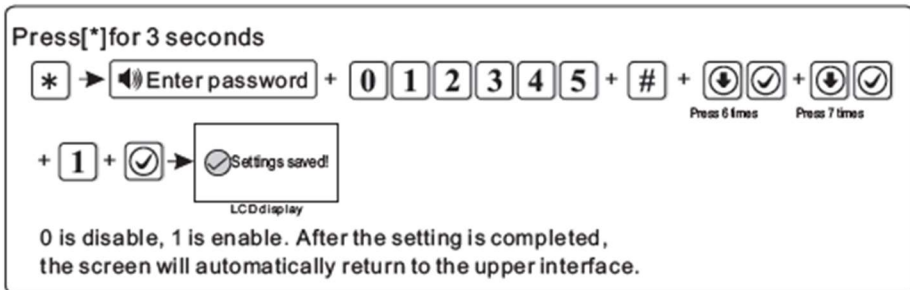 Press[*]for 3 seconds
* Enter password + 0 1 2 3 4 5 + # + +
Press 6 times Press 7 times
+ 1 + Settings saved!
LCD display
0 is disable, 1 is enable. After the setting is completed,
the screen will automatically return to the upper interface.